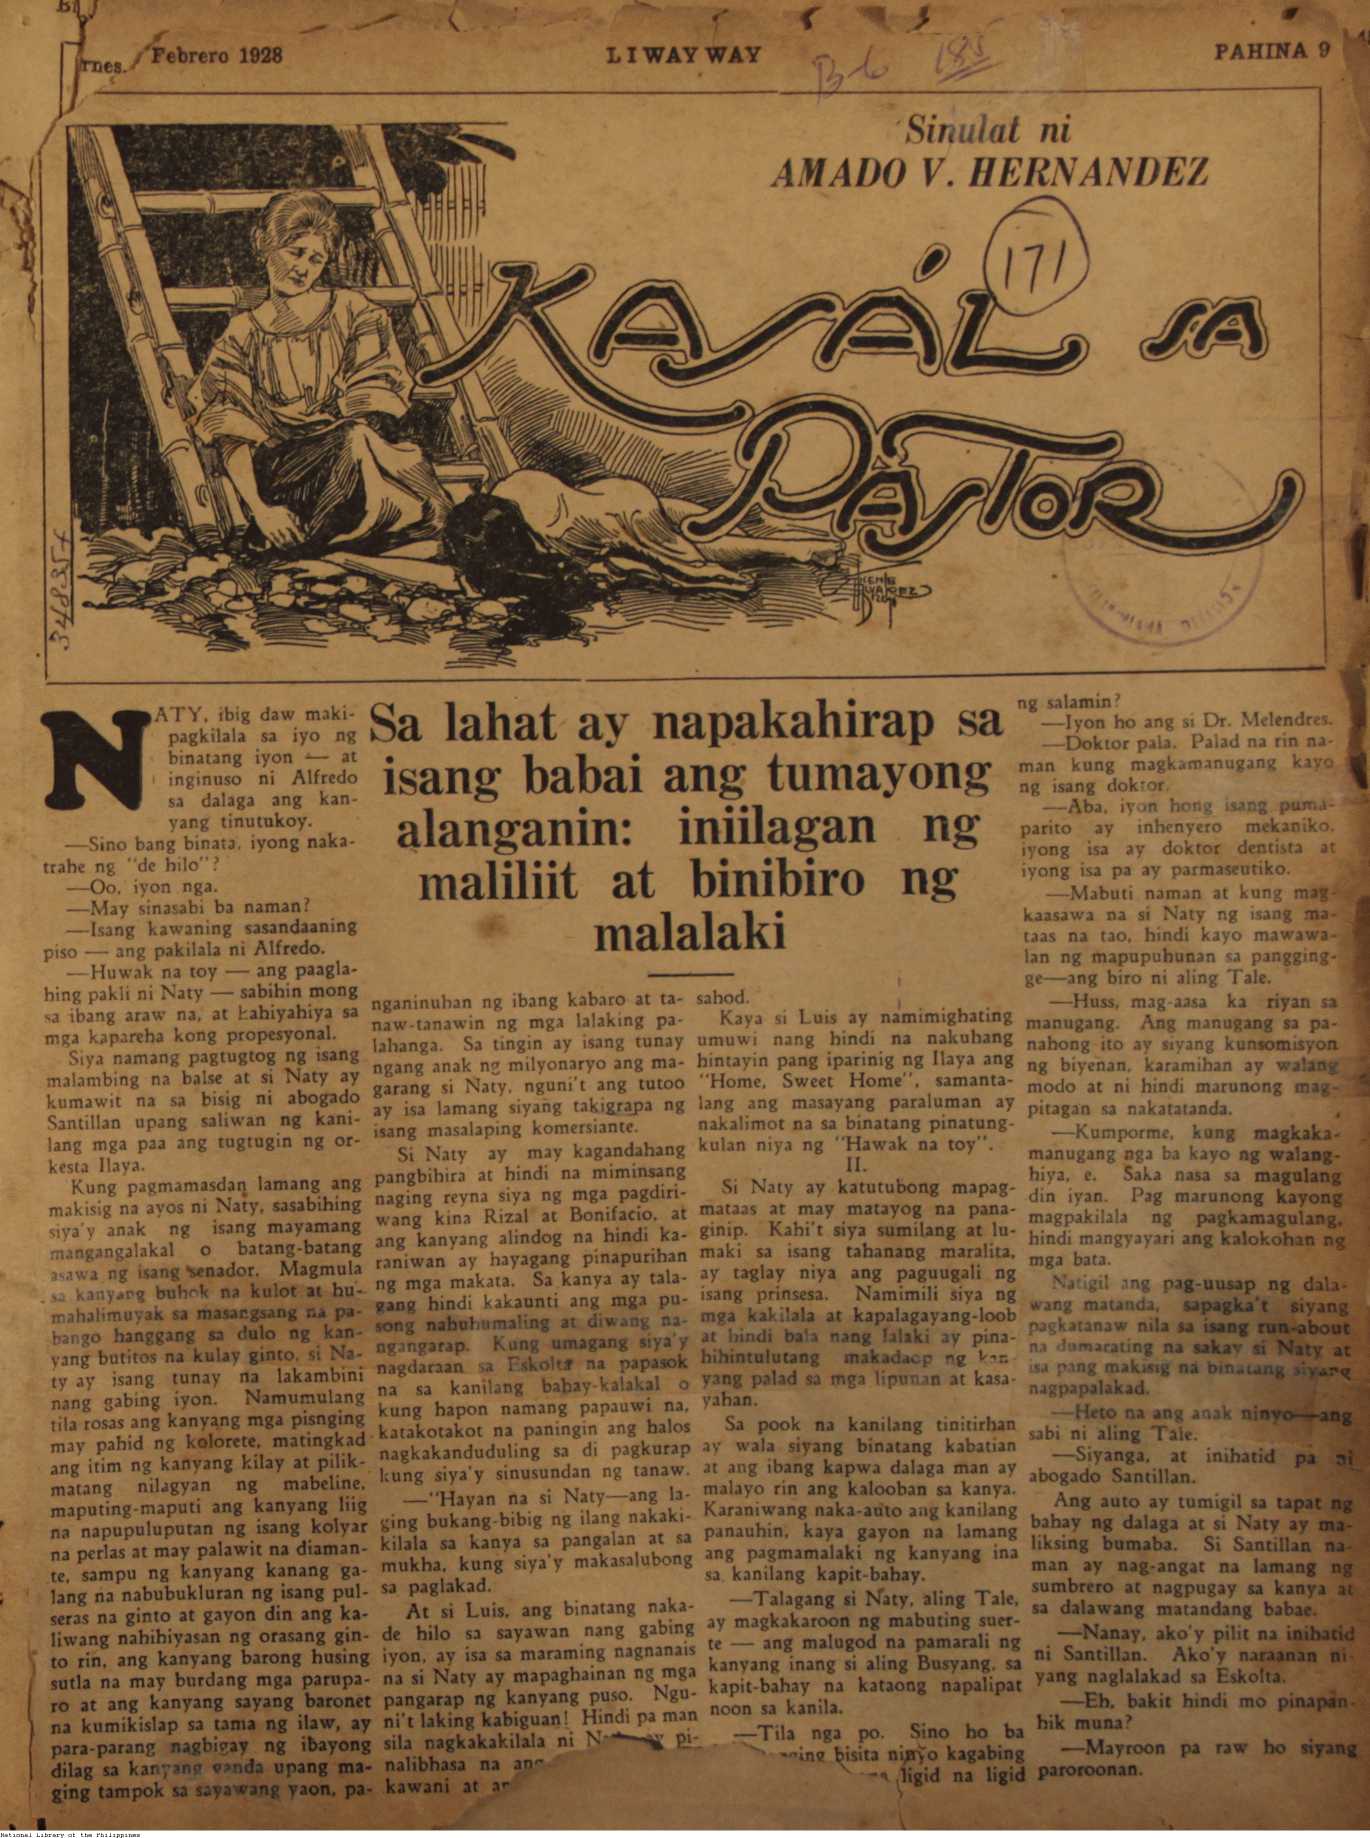 rnes.
Febrero 1928
LIWAYWAY
B-6
185
PAHINA 9
Sinulat ni
AMADO V. HERNANDEZ
171
KASÁL SA
PASTOR
34835f
NATY, ibig daw maki-
pagkilala sa iyo ng
binatang iyon — at
inginuso ni Alfredo
sa dalaga ang kan-
yang tinutukoy.
—Sino bang binata, iyong naka-
trahe ng "de hilo"?
—Oo, iyon nga.
—May sinasabi ba naman?
—Isang kawaning sasandaaning
piso — ang pakilala ni Alfredo.
—Huwak na toy — ang paagla-
hing pakli ni Naty — sabihin mong
sa ibang araw na, at kahiyahiya sa
mga kapareha kong propesyonal.
Siya namang pagtugtog ng isang
malambing na balse at si Naty ay
kumawit na sa bisig ni abogado
Santillan upang saliwan ng kani-
lang mga paa ang tugtugin ng or-
kesta Ilaya.
Kung pagmamasdan lamang ang
makisig na ayos ni Naty, sasabihing
siya'y anak ng isang mayamang
mangangalakal o batang-batang
asawa ng isang senador. Magmula
sa kanyang buhok na kulot at hu-
mahalimuyak sa masangsang na pa-
bango hanggang sa dulo ng kan-
yang butitos na kulay ginto, si Na-
ty ay isang tunay na lakambini
nang gabing iyon. Namumulang
tila rosas ang kanyang mga pisnging
may pahid ng kolorete, matingkad
ang itim ng kanyang kilay at pilik-
matang nilagyan ng mabeline,
maputing-maputi ang kanyang liig
na napupuluputan ng isang kolyar
na perlas at may palawit na diaman-
te, sampu ng kanyang kanang ga-
lang na nabubukluran ng isang pul-
seras na ginto at gayon din ang ka-
liwang nahihiyasan ng orasang gin-
to rin, ang kanyang barong husing
sutla na may burdang mga parupa-
ro at ang kanyang sayang baronet
na kumikislap sa tama ng ilaw, ay
para-parang nagbigay ng ibayong
dilag sa kanyang ganda upang ma-
ging tampok sa sayawang yaon, pa-
Sa lahat ay napakahirap sa
isang babai ang tumayong
alanganin: iniilagan ng
maliliit at binibiro ng
malalaki
nganinuhan ng ibang kabaro at ta-
naw-tanawin ng mga lalaking pa-
lahanga. Sa tingin ay isang tunay
ngang anak ng milyonaryo ang ma-
garang si Naty, nguni't ang tutoo
ay isa lamang siyang takigrapa ng
isang masalaping komersiante.
Si Naty ay may kagandahang
pangbihira at hindi na miminsang
naging reyna siya ng mga pagdiri-
wang kina Rizal at Bonifacio, at
ang kanyang alindog na hindi ka-
raniwan ay hayagang pinapurihan
ng mga makata. Sa kanya ay tala-
gang hindi kakaunti ang mga pu-
song nabuhumaling at diwang na-
ngangarap. Kung umagang siya'y
nagdaraan sa Eskolta na papasok
na sa kanilang bahay-kalakal o
kung hapon namang papauwi na,
katakotakot na paningin ang halos
nagkakanduduling sa di pagkurap
kung siya'y sinusundan ng tanaw.
—"Hayan na si Naty—ang la-
ging bukang-bibig ng ilang nakaki-
kilala sa kanya sa pangalan at sa
mukha, kung siya'y makasalubong
sa paglakad.
At si Luis, ang binatang naka-
de hilo sa sayawan nang gabing
iyon, ay isa sa maraming nagnanais
na si Naty ay mapaghainan ng mga
pangarap ng kanyang puso. Ngu-
ni't laking kabiguan! Hindi pa man
sila nagkakakilala ni pi-
nalibhasa na
kawani at
sahod.
Kaya si Luis ay namimighating
umuwi nang hindi na nakuhang
hintayin pang iparinig ng Ilaya ang
"Home, Sweet Home", samanta-
lang ang masayang paraluman ay
nakalimot na sa binatang pinatung-
kulan niya ng "Hawak na toy".
II.
Si Naty ay katutubong mapag-
mataas at may matayog na pana-
ginip. Kahi't siya sumilang at lu-
maki sa isang tahanang maralita,
ay taglay niya ang paguugali ng
isang prinsesa. Namimili siya ng
mga kakilala at kapalagayang-loob
at hindi bala nang lalaki ay pina-
hihintulutang makadaop ng kan-
yang palad sa mga lipunan at kasa-
yahan.
Sa pook na kanilang tinitirhan
ay wala siyang binatang kabatian
at ang ibang kapwa dalaga man ay
malayo rin ang kalooban sa kanya.
Karaniwang naka-auto ang kanilang
panauhin, kaya gayon na lamang
ang pagmamalaki ng kanyang ina
sa kanilang kapit-bahay.
—Talagang si Naty, aling Tale,
ay magkakaroon ng mabuting suer-
te — ang malugod na pamarali ng
kanyang inang si aling Busyang, sa
kapit-bahay na kataong napalipat
noon sa kanila.
—Tila nga po. Sino ho ba
bisita ninyo kagabing
ligid na ligid
ng salamin?
—Iyon ho ang si Dr. Melendres.
—Doktor pala. Palad na rin na-
man kung magkamanugang kayo
ng isang doktor.
—Aba, iyon hong isang puma-
parito ay inhenyero mekaniko,
iyong isa ay doktor dentista at
iyong isa pa ay parmaseutiko.
—Mabuti naman at kung mag-
kaasawa na si Naty ng isang ma-
taas na tao, hindi kayo mawawa-
lan ng mapupuhunan sa pangging-
ge—ang biro ni aling Tale.
—Huss, mag-aasa ka riyan sa
manugang. Ang manugang sa pa-
nahong ito ay siyang kunsomisyon
ng biyenan, karamihan ay walang
modo at ni hindi marunong mag-
pitagan sa nakatatanda.
—Kumporme, kung magkaka-
manugang nga ba kayo ng walang-
hiya, e. Saka nasa sa magulang
din iyan. Pag marunong kayong
magpakilala ng pagkamagulang,
hindi mangyayari ang kalokohan ng
mga bata.
Natigil ang pag-uusap ng dala-
wang matanda, sapagka't siyang
pagkatanaw nila sa isang run-about
na dumarating na sakay si Naty at
isa pang makisig na binatang siyang
nagpapalakad.
—Heto na ang anak ninyo—ang
sabi ni aling Tale.
—Siyanga, at inihatid pa ni
abogado Santillan.
Ang auto ay tumigil sa tapat ng
bahay ng dalaga at si Naty ay ma-
liksing bumaba. Si Santillan na-
man ay nag-angat na lamang ng
sumbrero at nagpugay sa kanya at
sa dalawang matandang babae.
—Nanay, ako'y pilit na inihatid
ni Santillan. Ako'y naraanan ni-
yang naglalakad sa Eskolta.
—Eh, bakit hindi mo pinapan-
hik muna?
—Mayroon pa raw ho siyang
paroroonan.
National Library of the Philippines